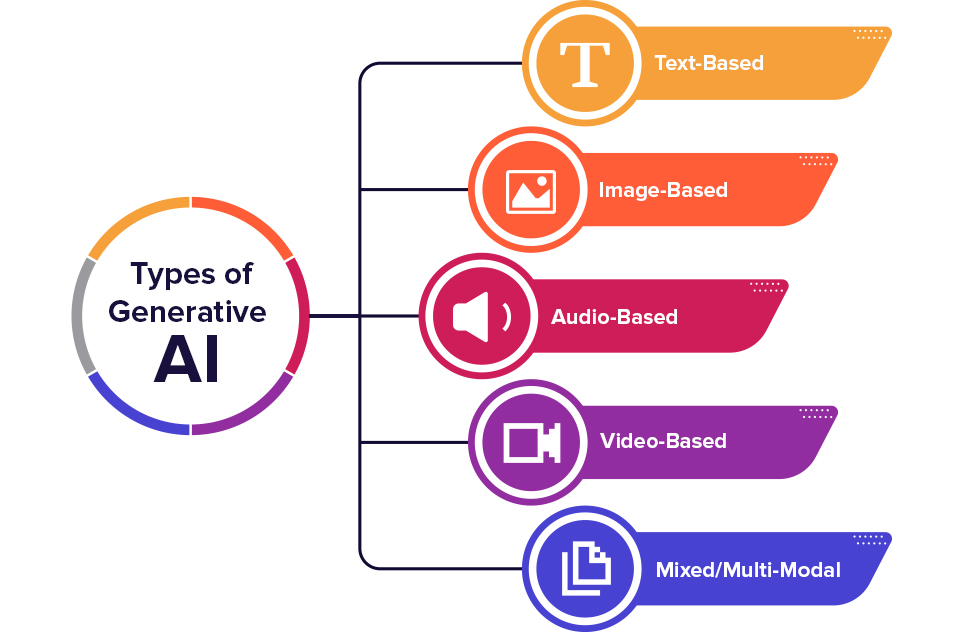 Types of
Generative
AI
T
Text-Based
Image-Based
Audio-Based
Video-Based
Mixed/Multi-Modal